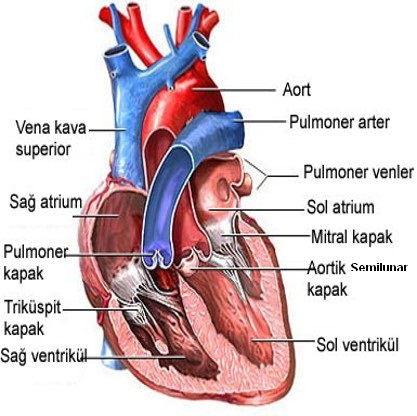 Aort
Pulmoner arter
Vena kava
superior
Pulmoner venler
Sağ atrium
Sol atrium
Mitral kapak
Pulmoner
kapak
Aortik Semilunar
kapak
Triküspit
kapak
Sol ventrikül
Sağ ventrikül